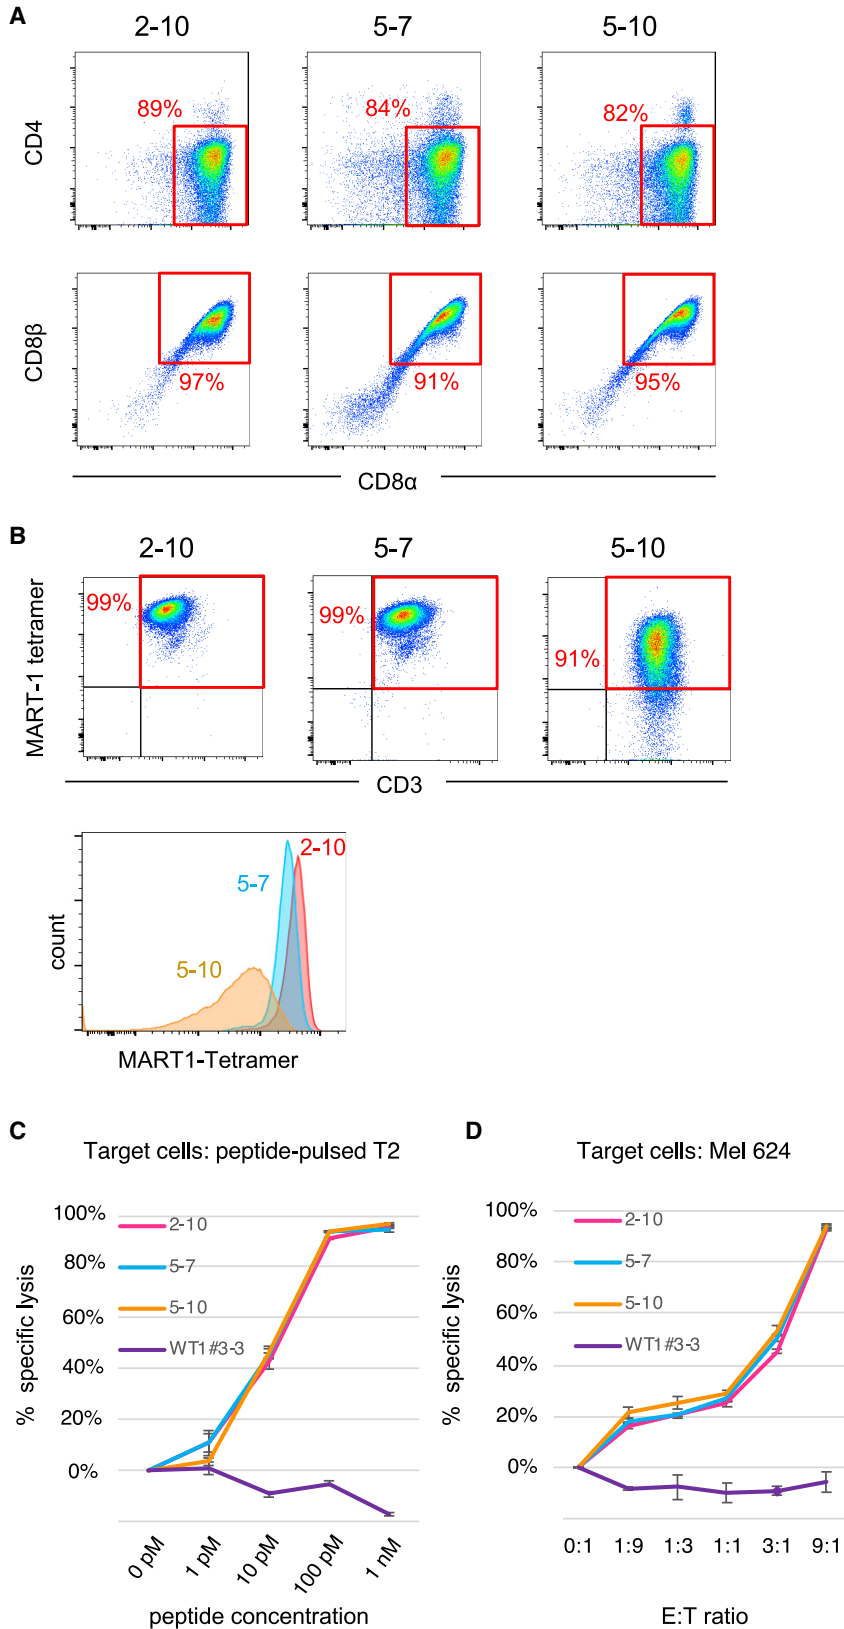 A
2-10 5-7 5-10
CD4
89% 84% 82%
CD8β
97% 91% 95%
CD8α
B
2-10 5-7 5-10
MART-1 tetramer
99% 99% 91%
CD3
count
2-10
5-7
5-10
MART1-Tetramer
C
Target cells: peptide-pulsed T2
% specific lysis
100%
80%
60%
40%
20%
0%
2-10
5-7
5-10
WT1#3-3
0 pM 1 pM 10 pM 100 pM 1 nM
peptide concentration
D
Target cells: Mel 624
% specific lysis
100%
80%
60%
40%
20%
0%
2-10
5-7
5-10
WT1#3-3
0:1 1:9 1:3 1:1 3:1 9:1
E:T ratio